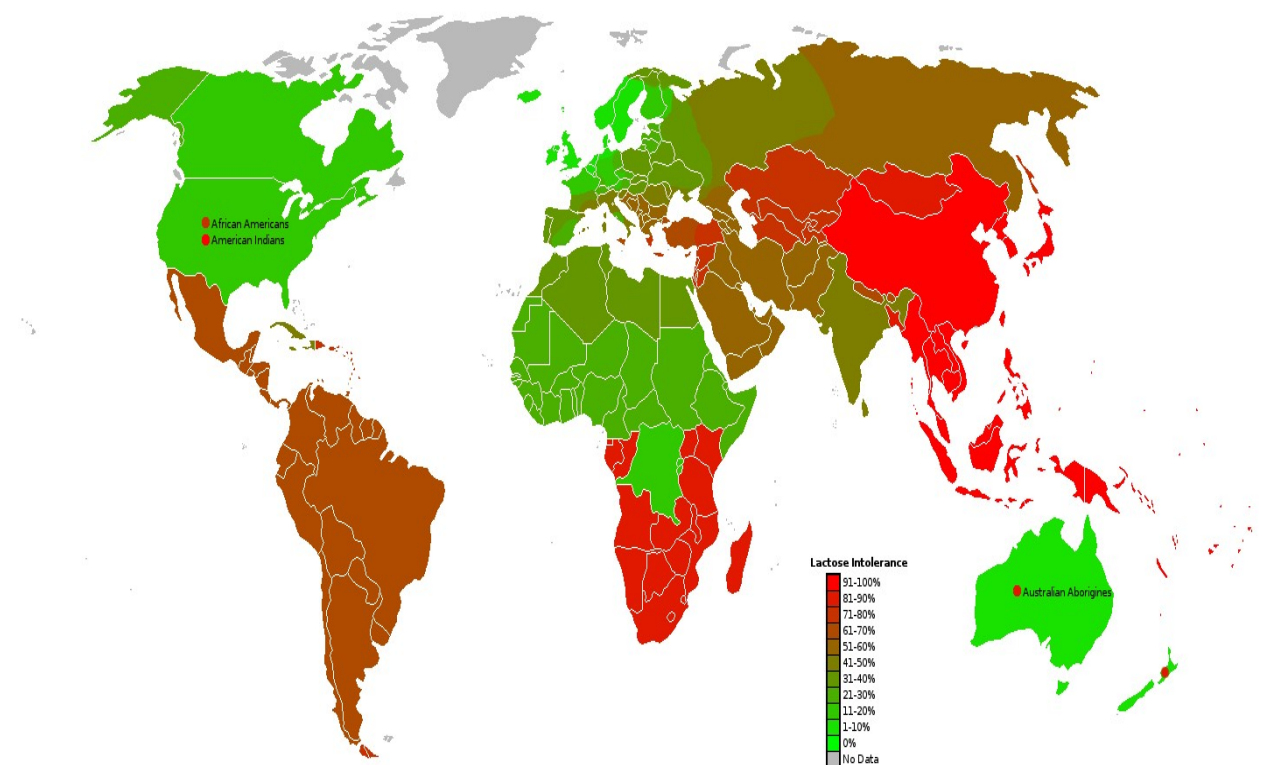 African Americans
American Indians
Lactose Intolerance
91-100%
81-90%
71-80%
61-70%
51-60%
41-50%
31-40%
21-30%
11-20%
1-10%
0%
No Data
Australian Aborigines